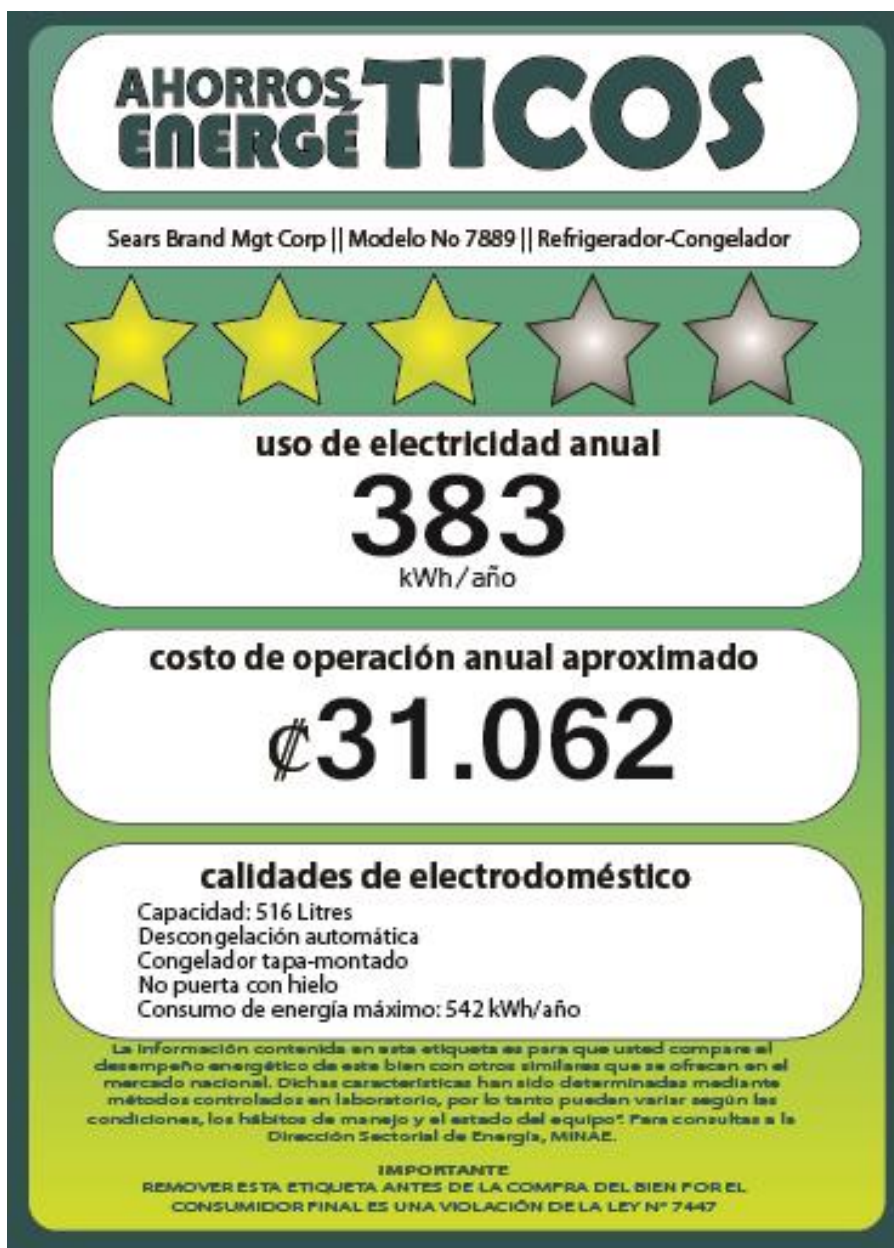 AHORROS
ENERGÉTICOS
Sears Brand Mgt Corp || Modelo No 7889 || Refrigerador-Congelador
uso de electricidad anual
383
kWh/año
costo de operación anual aproximado
₡31.062
calidades de electrodoméstico
Capacidad: 516 Litres
Descongelación automática
Congelador tapa-montado
No puerta con hielo
Consumo de energía máximo: 542 kWh/año
La información contenida en esta etiqueta es para que usted compare el
desempeño energético de este bien con otros similares que se ofrecen en el
mercado nacional. Dichas características han sido determinadas mediante
métodos controlados en laboratorio, por lo tanto pueden variar según las
condiciones, los hábitos de manejo y el estado del equipo". Para consultas a la
Dirección Sectorial de Energía, MINAE.
IMPORTANTE
REMOVER ESTA ETIQUETA ANTES DE LA COMPRA DEL BIEN POR EL
CONSUMIDOR FINAL ES UNA VIOLACIÓN DE LA LEY Nº 7447